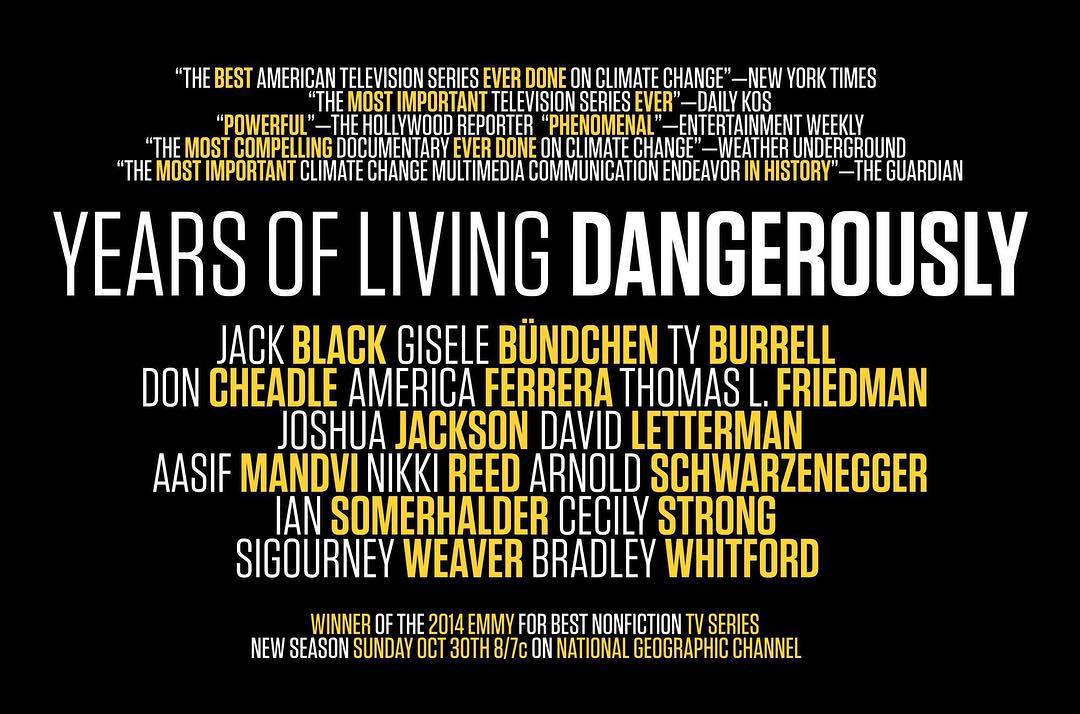 “THE BEST AMERICAN TELEVISION SERIES EVER DONE ON CLIMATE CHANGE”—NEW YORK TIMES
“THE MOST IMPORTANT TELEVISION SERIES EVER”—DAILY KOS
“POWERFUL”—THE HOLLYWOOD REPORTER “PHENOMENAL”—ENTERTAINMENT WEEKLY
“THE MOST COMPELLING DOCUMENTARY EVER DONE ON CLIMATE CHANGE”—WEATHER UNDERGROUND
“THE MOST IMPORTANT CLIMATE CHANGE MULTIMEDIA COMMUNICATION ENDEAVOR IN HISTORY”—THE GUARDIAN
YEARS OF LIVING DANGEROUSLY
JACK BLACK GISELE BÜNDCHEN TY BURRELL
DON CHEADLE AMERICA FERRERA THOMAS L. FRIEDMAN
JOSHUA JACKSON DAVID LETTERMAN
AASIF MANDVI NIKKI REED ARNOLD SCHWARZENEGGER
IAN SOMERHALDER CECILY STRONG
SIGOURNEY WEAVER BRADLEY WHITFORD
WINNER OF THE 2014 EMMY FOR BEST NONFICTION TV SERIES
NEW SEASON SUNDAY OCT 30TH 8/7c ON NATIONAL GEOGRAPHIC CHANNEL